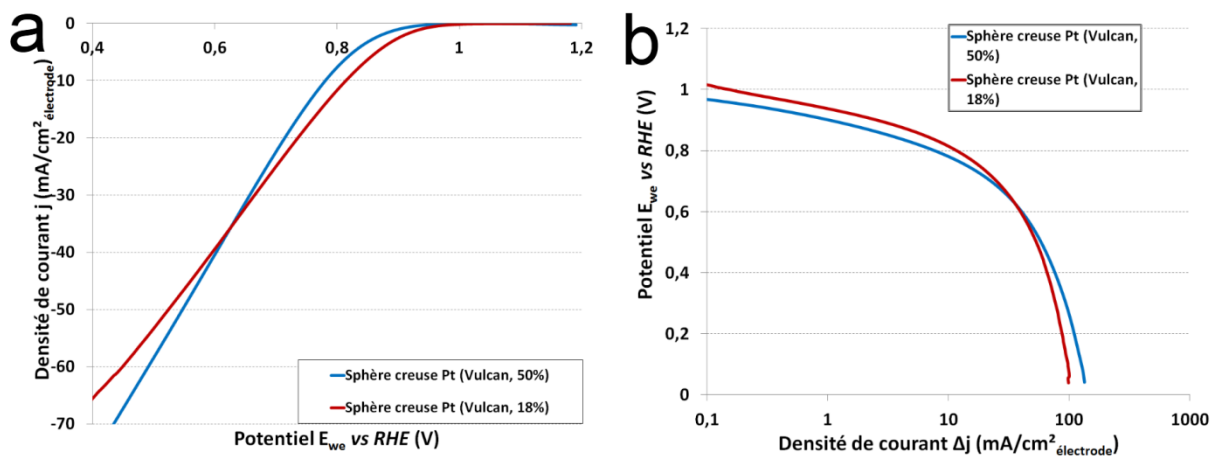 a
0
0,4
0,6
0,8
1
1,2
-10
-20
-30
-40
-50
-60
-70
Densité de courant j (mA/cm²électrode)
Sphère creuse Pt (Vulcan, 50%)
Sphère creuse Pt (Vulcan, 18%)
Potentiel Ewe vs RHE (V)
b
1,2
1
0,8
0,6
0,4
0,2
0
Potentiel Ewe vs RHE (V)
Sphère creuse Pt (Vulcan,
50%)
Sphère creuse Pt (Vulcan,
18%)
0,1
1
10
100
1000
Densité de courant Δj (mA/cm²électrode)